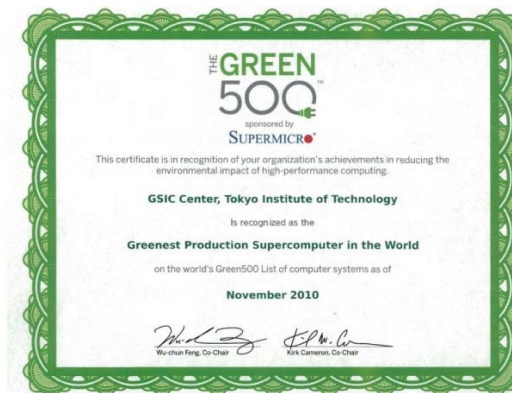 THE GREEN
500™
sponsored by
SUPERMICRO
This certificate is in recognition of your organization's achievements in reducing the
environmental impact of high-performance computing.
GSIC Center, Tokyo Institute of Technology
Is recognized as the
Greenest Production Supercomputer in the World
on the world's Green500 List of computer systems as of
November 2010
Wu-chun Feng, Co-Chair
Kirk Cameron, Co-Chair